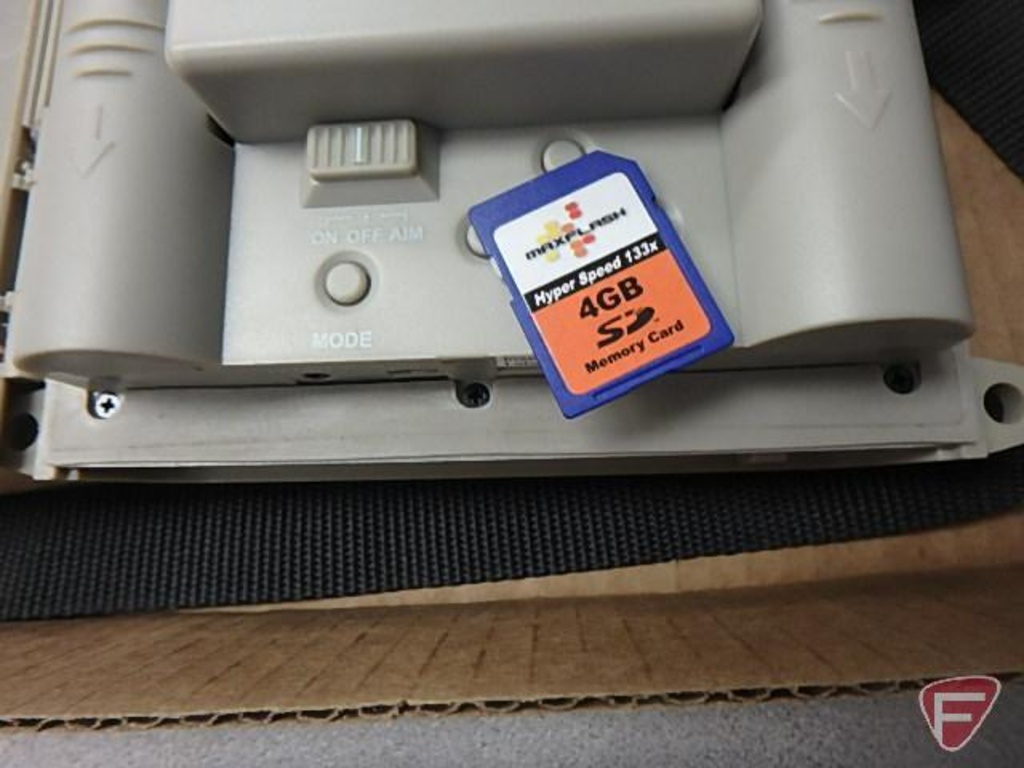 ON OFF AIM
MODE
MAXFLASH
Hyper Speed 133x
4GB
SD
Memory Card
F